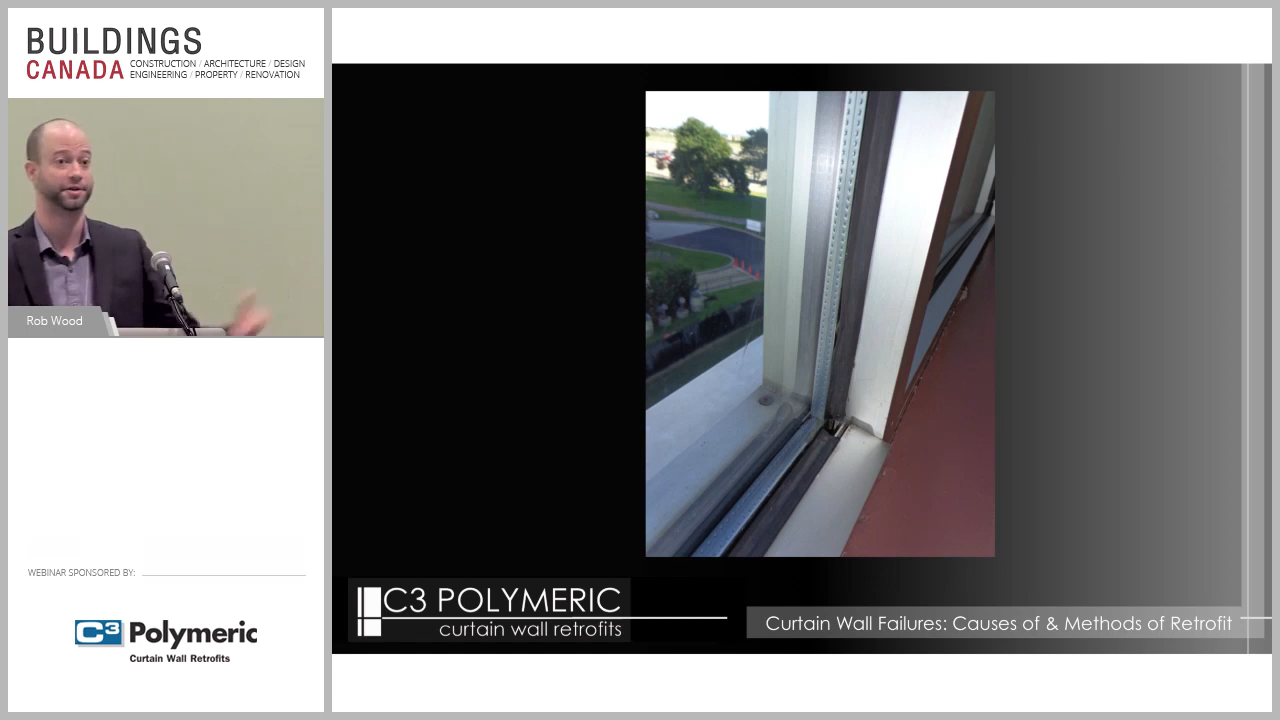 BUILDINGS
CANADA
CONSTRUCTION / ARCHITECTURE / DESIGN
ENGINEERING / PROPERTY / RENOVATION
Rob Wood
WEBINAR SPONSORED BY:
C3 Polymeric
Curtain Wall Retrofits
C3 POLYMERIC
curtain wall retrofits
Curtain Wall Failures: Causes of & Methods of Retrofit